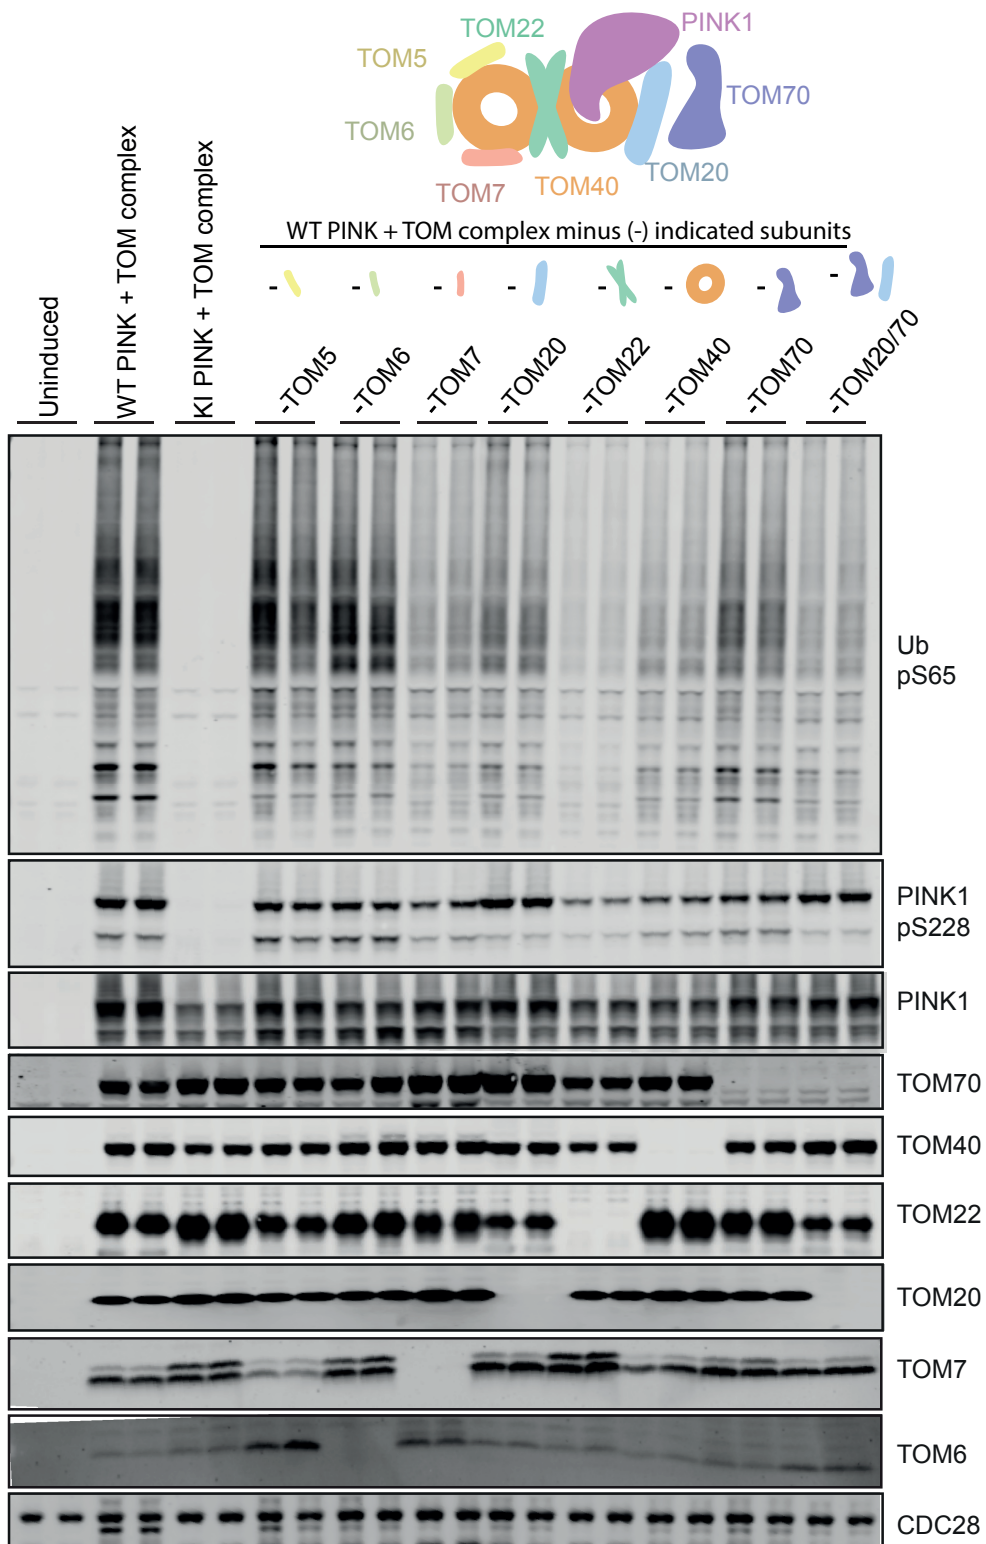 TOM22
PINK1
TOM5
TOM70
TOM6
TOM20
TOM7
TOM40
WT PINK + TOM complex minus (-) indicated subunits
- - - - - - - -
Uninduced
WT PINK + TOM complex
KI PINK + TOM complex
-TOM5
-TOM6
-TOM7
-TOM20
-TOM22
-TOM40
-TOM70
-TOM20/70
Ub
pS65
PINK1
pS228
PINK1
TOM70
TOM40
TOM22
TOM20
TOM7
TOM6
CDC28